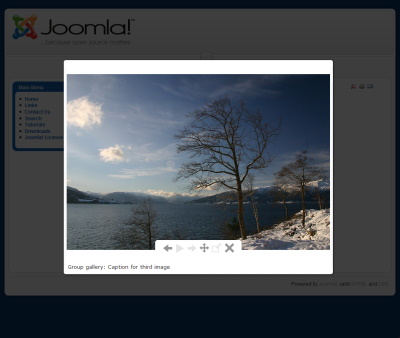 Joomla!
...because open source matters
Main Menu
Home
Links
Contact Us
Search
Tutorials
Downloads
Joomla! License
Group gallery: Caption for third image
Powered by
and